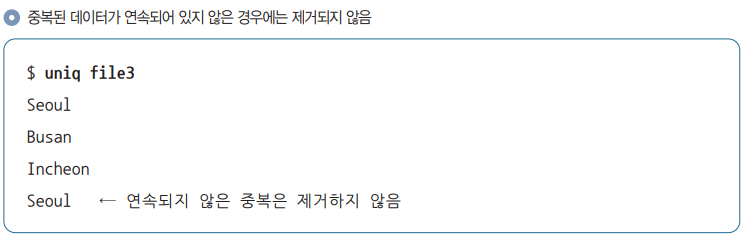 중복된 데이터가 연속되어 있지 않은 경우에는 제거되지 않음
$ uniq file3
Seoul
Busan
Incheon
Seoul ← 연속되지 않은 중복은 제거하지 않음